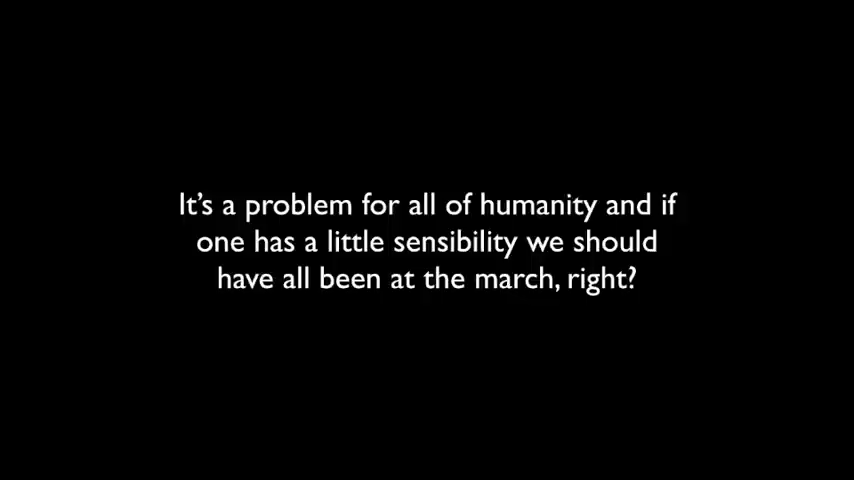 It’s a problem for all of humanity and if
one has a little sensibility we should
have all been at the march, right?